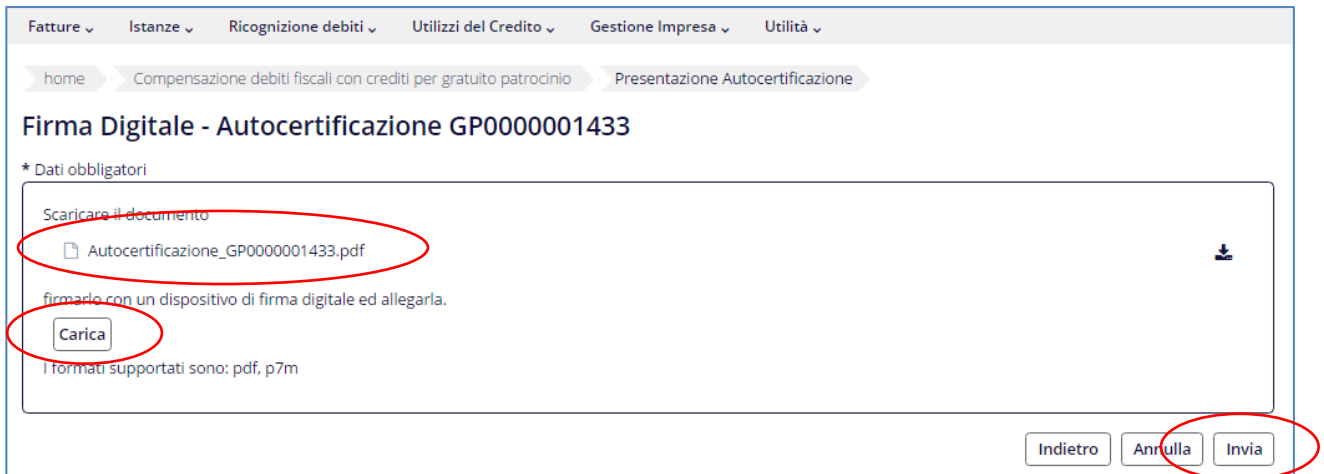 Fatture Istanze Ricognizione debiti Utilizzi del Credito Gestione Impresa Utilità
home Compensazione debiti fiscali con crediti per gratuito patrocinio Presentazione Autocertificazione
Firma Digitale - Autocertificazione GP0000001433
* Dati obbligatori
Scaricare il documento
Autocertificazione_GP0000001433.pdf
firmarlo con un dispositivo di firma digitale ed allegarla.
Carica
I formati supportati sono: pdf, p7m
Indietro Annulla Invia